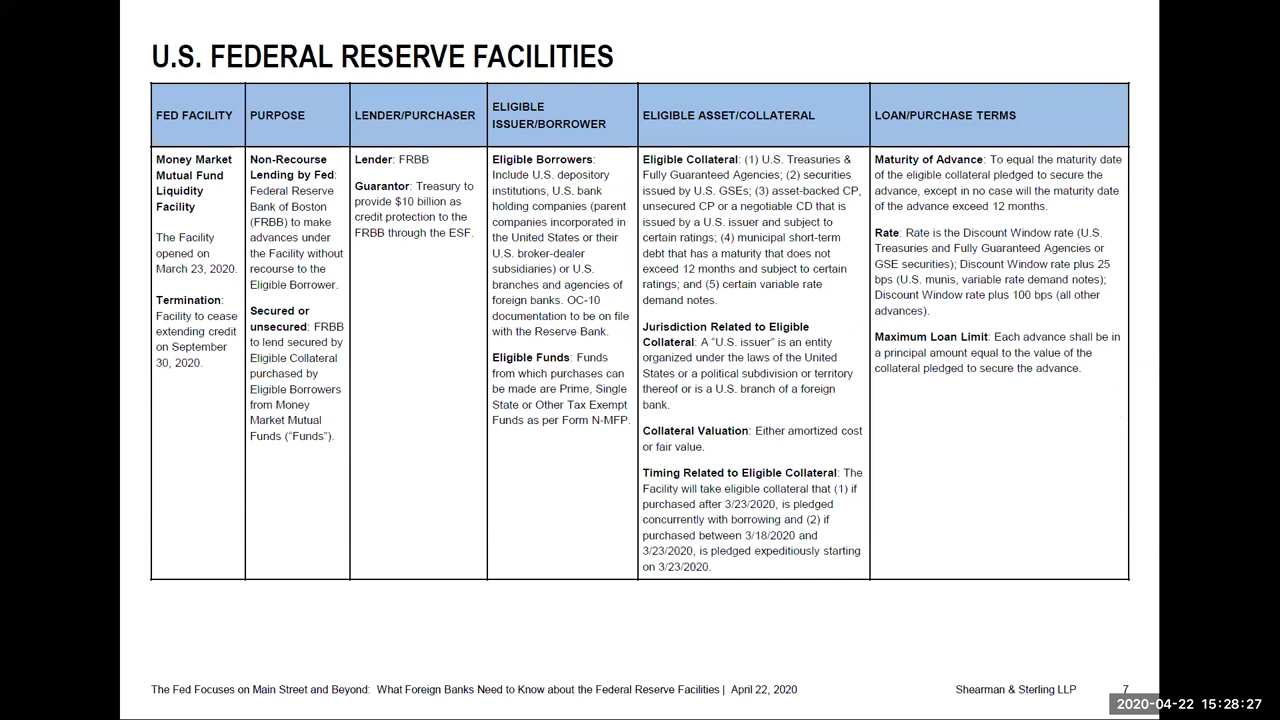 U.S. FEDERAL RESERVE FACILITIES
FED FACILITY
PURPOSE
LENDER/PURCHASER
ELIGIBLE
ISSUER/BORROWER
ELIGIBLE ASSET/COLLATERAL
LOAN/PURCHASE TERMS
Money Market
Mutual Fund
Liquidity
Facility
The Facility
opened on
March 23, 2020.
Termination:
Facility to cease
extending credit
on September
30, 2020.
Non-Recourse
Lending by Fed:
Federal Reserve
Bank of Boston
(FRBB) to make
advances under
the Facility without
recourse to the
Eligible Borrower.
Secured or
unsecured: FRBB
to lend secured by
Eligible Collateral
purchased by
Eligible Borrowers
from Money
Market Mutual
Funds (“Funds”).
Lender: FRBB
Guarantor: Treasury to
provide $10 billion as
credit protection to the
FRBB through the ESF.
Eligible Borrowers:
Include U.S. depository
institutions, U.S. bank
holding companies (parent
companies incorporated in
the United States or their
U.S. broker-dealer
subsidiaries) or U.S.
branches and agencies of
foreign banks. OC-10
documentation to be on file
with the Reserve Bank.
Eligible Funds: Funds
from which purchases can
be made are Prime, Single
State or Other Tax Exempt
Funds as per Form N-MFP.
Eligible Collateral: (1) U.S. Treasuries &
Fully Guaranteed Agencies; (2) securities
issued by U.S. GSEs; (3) asset-backed CP,
unsecured CP or a negotiable CD that is
issued by a U.S. issuer and subject to
certain ratings; (4) municipal short-term
debt that has a maturity that does not
exceed 12 months and subject to certain
ratings; and (5) certain variable rate
demand notes.
Jurisdiction Related to Eligible
Collateral: A “U.S. issuer” is an entity
organized under the laws of the United
States or a political subdivision or territory
thereof or is a U.S. branch of a foreign
bank.
Collateral Valuation: Either amortized cost
or fair value.
Timing Related to Eligible Collateral: The
Facility will take eligible collateral that (1) if
purchased after 3/23/2020, is pledged
concurrently with borrowing and (2) if
purchased between 3/18/2020 and
3/23/2020, is pledged expeditiously starting
on 3/23/2020.
Maturity of Advance: To equal the maturity date
of the eligible collateral pledged to secure the
advance, except in no case will the maturity date
of the advance exceed 12 months.
Rate: Rate is the Discount Window rate (U.S.
Treasuries and Fully Guaranteed Agencies or
GSE securities); Discount Window rate plus 25
bps (U.S. munis, variable rate demand notes);
Discount Window rate plus 100 bps (all other
advances).
Maximum Loan Limit: Each advance shall be in
a principal amount equal to the value of the
collateral pledged to secure the advance.
The Fed Focuses on Main Street and Beyond: What Foreign Banks Need to Know about the Federal Reserve Facilities | April 22, 2020
Shearman & Sterling LLP
7
2020-04-22 15:28:27